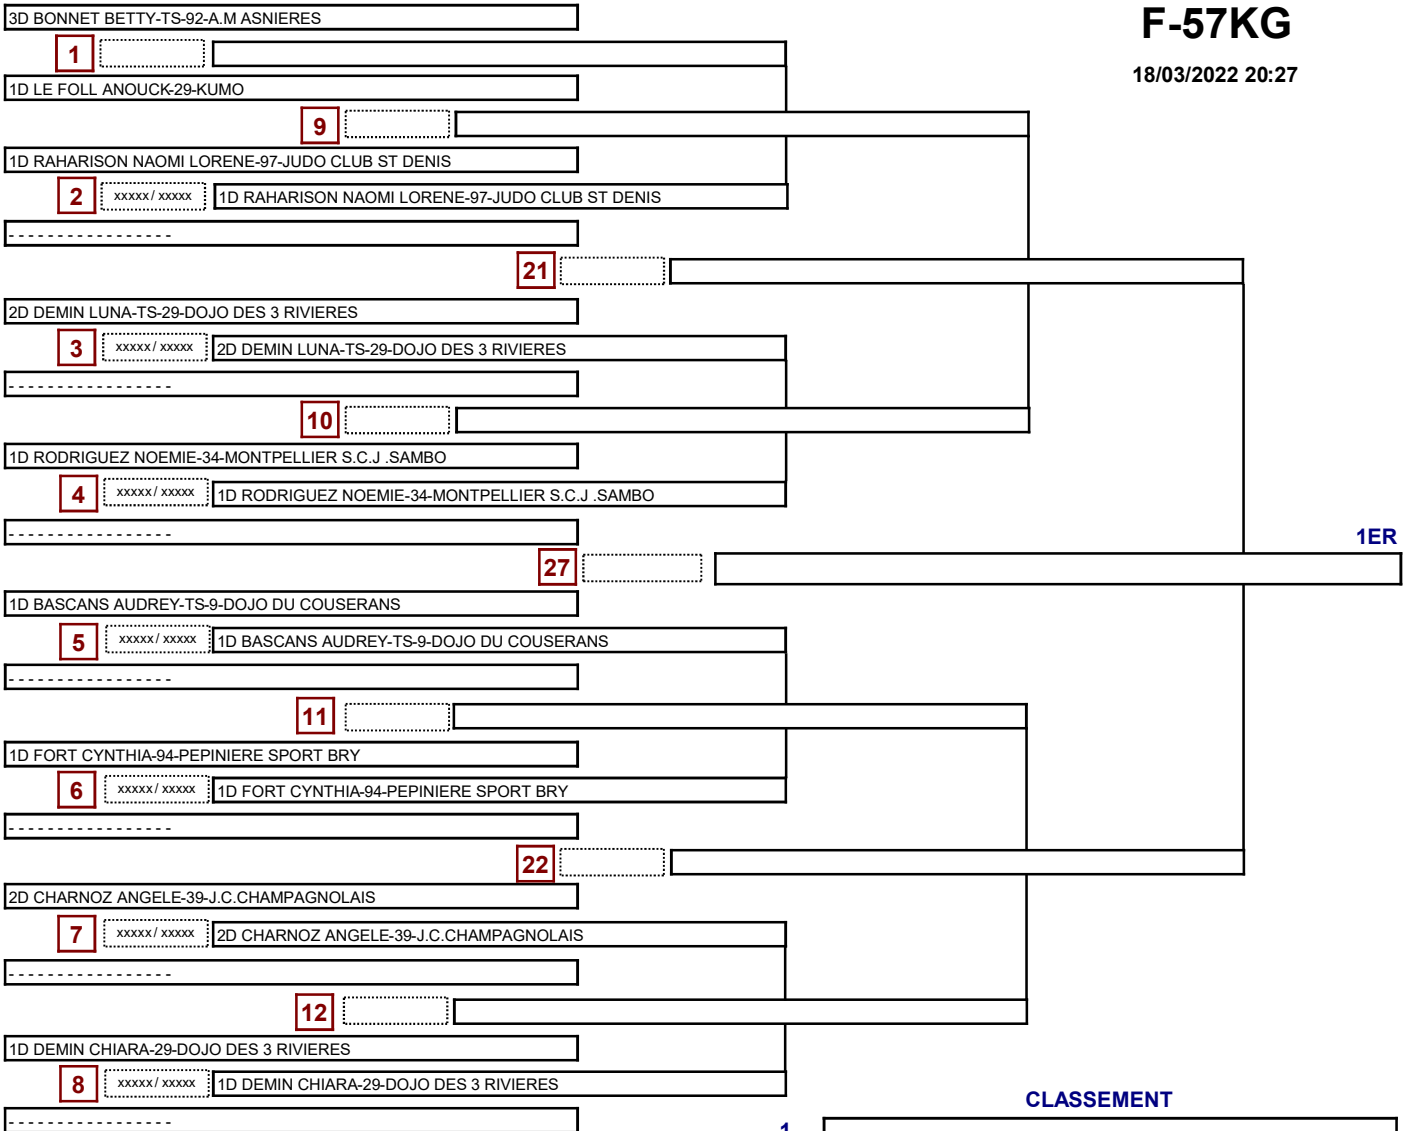 3D BONNET BETTY-TS-92-A.M ASNIERES
F-57KG
1
18/03/2022 20:27
1D LE FOLL ANOUCK-29-KUMO
9
1D RAHARISON NAOMI LORENE-97-JUDO CLUB ST DENIS
2 xxxxx / xxxxx 1D RAHARISON NAOMI LORENE-97-JUDO CLUB ST DENIS
- - - - - - - - - - - - - - - - -
21
2D DEMIN LUNA-TS-29-DOJO DES 3 RIVIERES
3 xxxxx / xxxxx 2D DEMIN LUNA-TS-29-DOJO DES 3 RIVIERES
- - - - - - - - - - - - - - - - -
10
1D RODRIGUEZ NOEMIE-34-MONTPELLIER S.C.J .SAMBO
4 xxxxx / xxxxx 1D RODRIGUEZ NOEMIE-34-MONTPELLIER S.C.J .SAMBO
- - - - - - - - - - - - - - - - -
1ER
27
1D BASCANS AUDREY-TS-9-DOJO DU COUSERANS
5 xxxxx / xxxxx 1D BASCANS AUDREY-TS-9-DOJO DU COUSERANS
- - - - - - - - - - - - - - - - -
11
1D FORT CYNTHIA-94-PEPINIERE SPORT BRY
6 xxxxx / xxxxx 1D FORT CYNTHIA-94-PEPINIERE SPORT BRY
- - - - - - - - - - - - - - - - -
22
2D CHARNOZ ANGELE-39-J.C.CHAMPAGNOLAIS
7 xxxxx / xxxxx 2D CHARNOZ ANGELE-39-J.C.CHAMPAGNOLAIS
- - - - - - - - - - - - - - - - -
12
1D DEMIN CHIARA-29-DOJO DES 3 RIVIERES
8 xxxxx / xxxxx 1D DEMIN CHIARA-29-DOJO DES 3 RIVIERES
CLASSEMENT
- - - - - - - - - - - - - - - - -
1